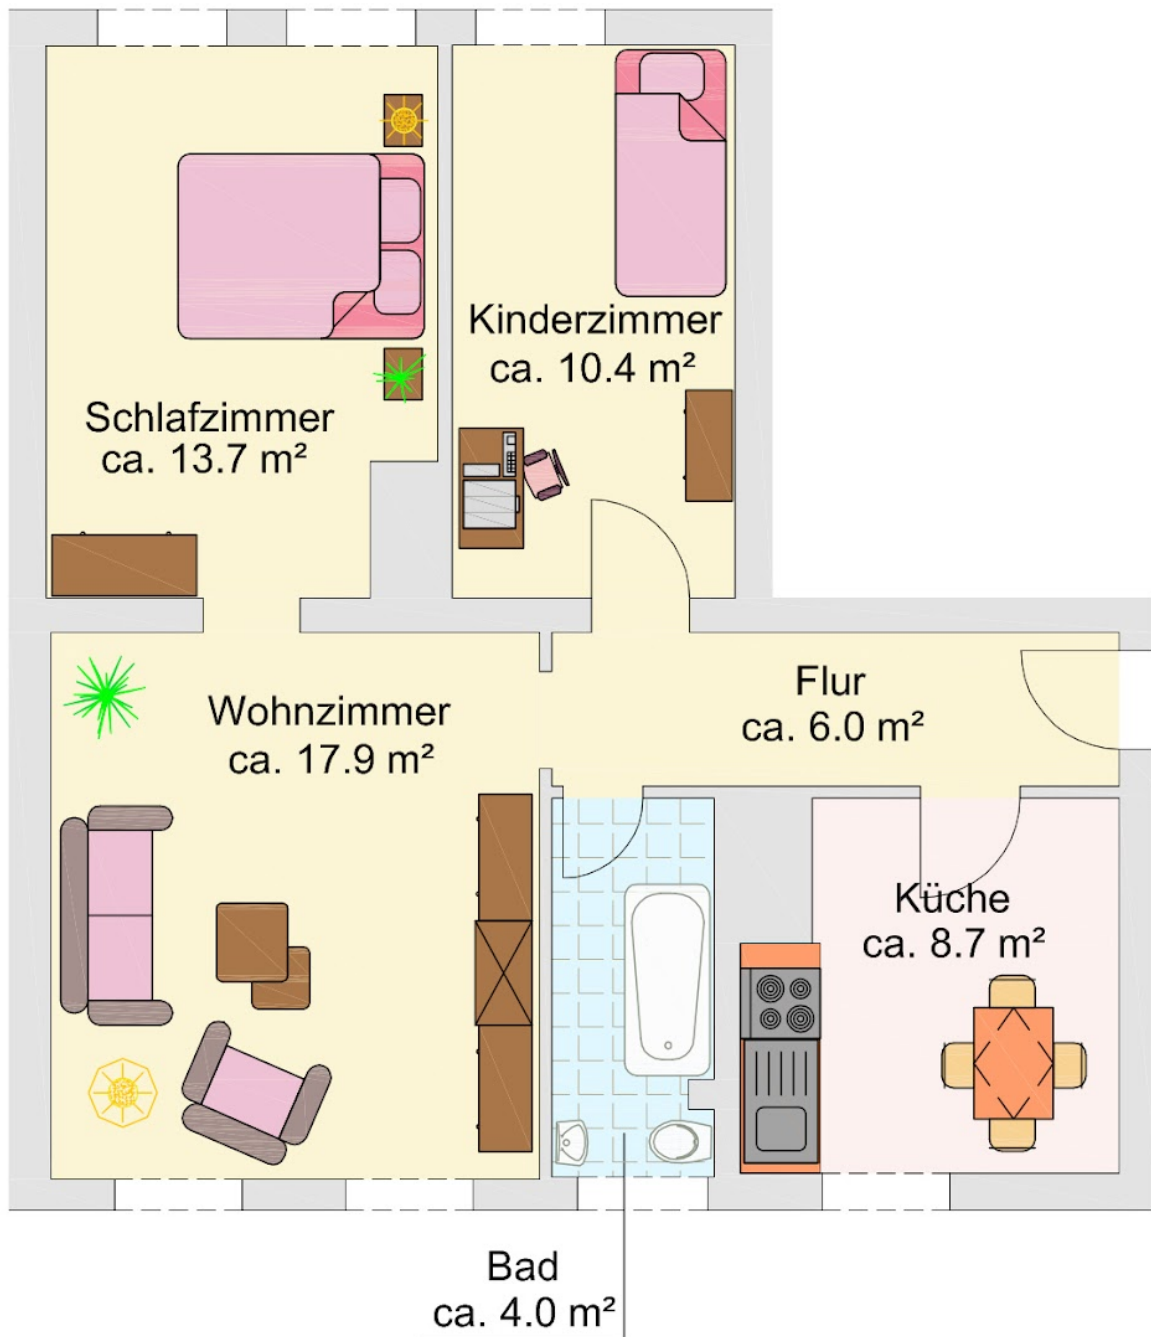 Kinderzimmer
ca. 10.4 m²
Schlafzimmer
ca. 13.7 m²
Flur
ca. 6.0 m²
Wohnzimmer
ca. 17.9 m²
Küche
ca. 8.7 m²
Bad
ca. 4.0 m²